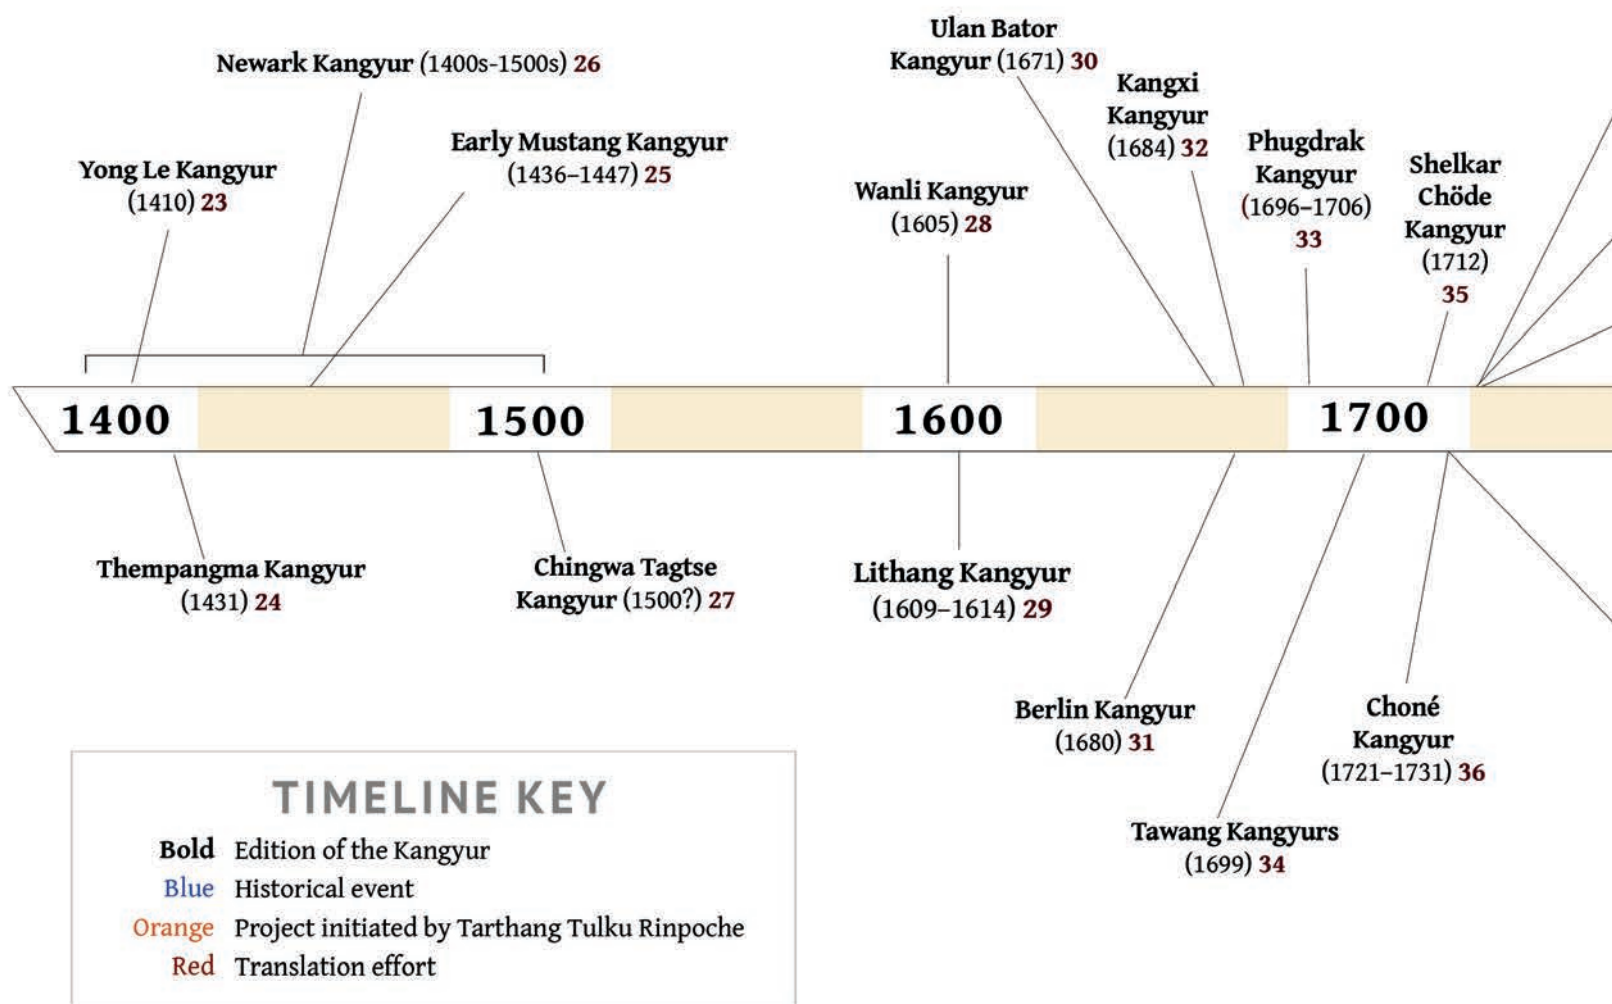 Newark Kangyur (1400s-1500s) 26
Yong Le Kangyur
(1410) 23
Early Mustang Kangyur
(1436–1447) 25
Ulan Bator
Kangyur (1671) 30
Wanli Kangyur
(1605) 28
Kangxi
Kangyur
(1684) 32
Phugdrak
Kangyur
(1696–1706)
33
Shelkar
Chöde
Kangyur
(1712)
35
1400
1500
1600
1700
Thempangma Kangyur
(1431) 24
Chingwa Tagtse
Kangyur (1500?) 27
Lithang Kangyur
(1609–1614) 29
Berlin Kangyur
(1680) 31
Tawang Kangyurs
(1699) 34
Choné
Kangyur
(1721–1731) 36
TIMELINE KEY
Bold Edition of the Kangyur
Blue Historical event
Orange Project initiated by Tarthang Tulku Rinpoche
Red Translation effort